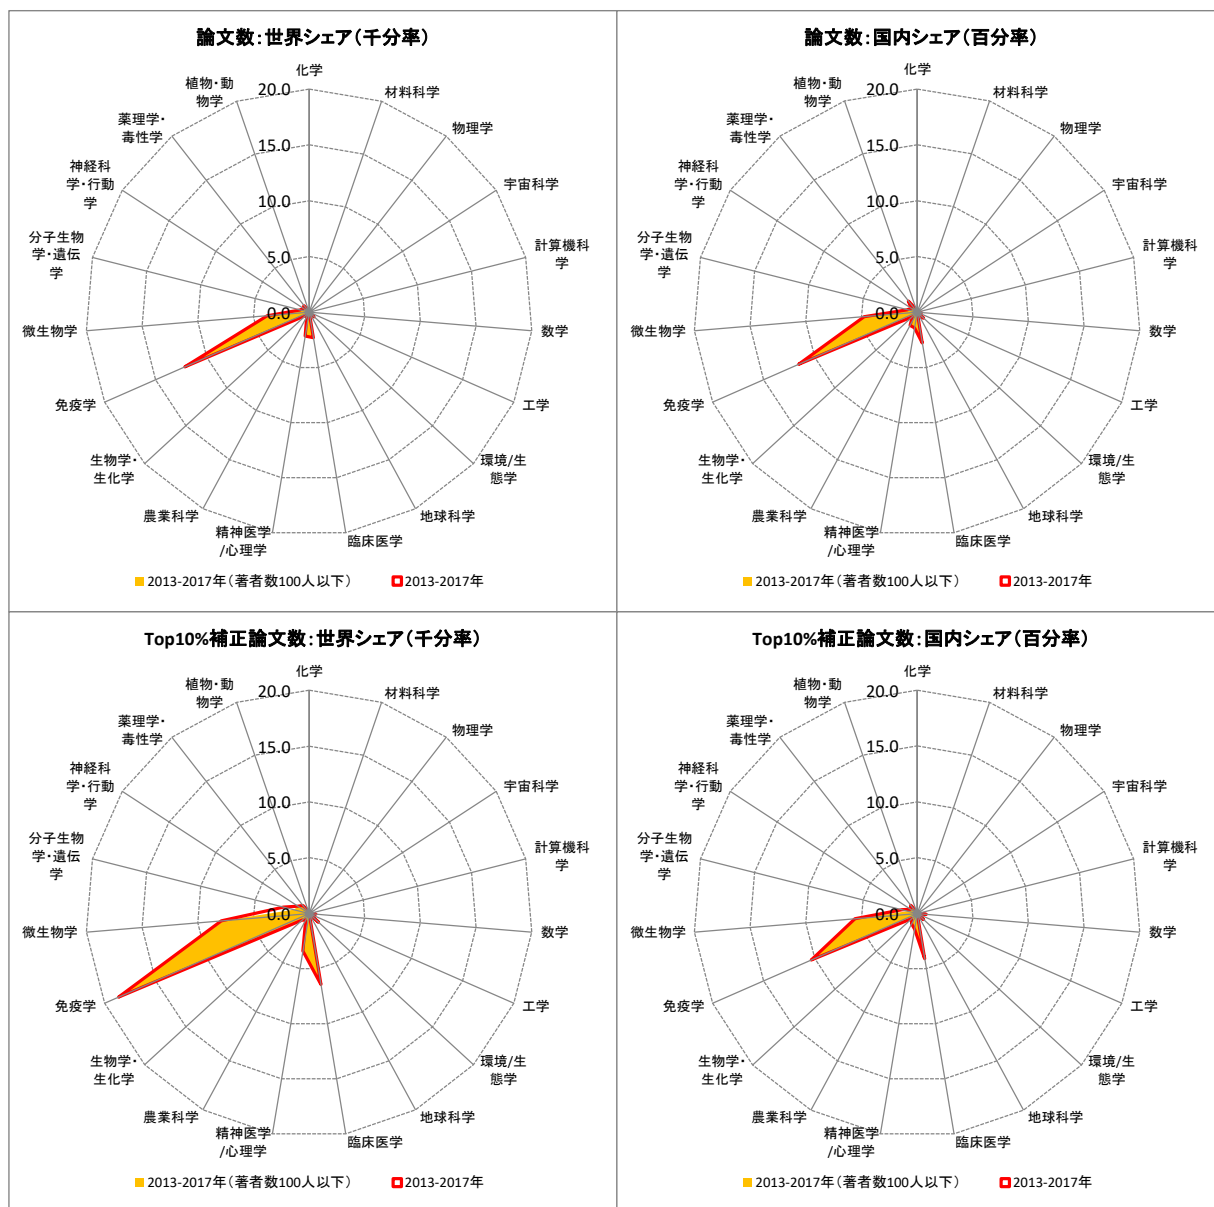 論文数：世界シェア（千分率）
化学
植物・動
物学
20.0
材料科学
薬理学・
毒性学
物理学
15.0
神経科
学・行動
学
宇宙科学
10.0
分子生物
学・遺伝
学
計算機科
学
5.0
0.0
微生物学
数学
免疫学
工学
生物学・
生化学
環境/生
態学
農業科学
地球科学
精神医学
/心理学
臨床医学
2013-2017年（著者数100人以下）
2013-2017年
論文数：国内シェア（百分率）
化学
植物・動
物学
20.0
材料科学
薬理学・
毒性学
物理学
15.0
神経科
学・行動
学
宇宙科学
10.0
分子生物
学・遺伝
学
計算機科
学
5.0
0.0
微生物学
数学
免疫学
工学
生物学・
生化学
環境/生
態学
農業科学
地球科学
精神医学
/心理学
臨床医学
2013-2017年（著者数100人以下）
2013-2017年
Top10%補正論文数：世界シェア（千分率）
化学
植物・動
物学
20.0
材料科学
薬理学・
毒性学
物理学
15.0
神経科
学・行動
学
宇宙科学
10.0
分子生物
学・遺伝
学
計算機科
学
5.0
0.0
微生物学
数学
免疫学
工学
生物学・
生化学
環境/生
態学
農業科学
地球科学
精神医学
/心理学
臨床医学
2013-2017年（著者数100人以下）
2013-2017年
Top10%補正論文数：国内シェア（百分率）
化学
植物・動
物学
20.0
材料科学
薬理学・
毒性学
物理学
15.0
神経科
学・行動
学
宇宙科学
10.0
分子生物
学・遺伝
学
計算機科
学
5.0
0.0
微生物学
数学
免疫学
工学
生物学・
生化学
環境/生
態学
農業科学
地球科学
精神医学
/心理学
臨床医学
2013-2017年（著者数100人以下）
2013-2017年